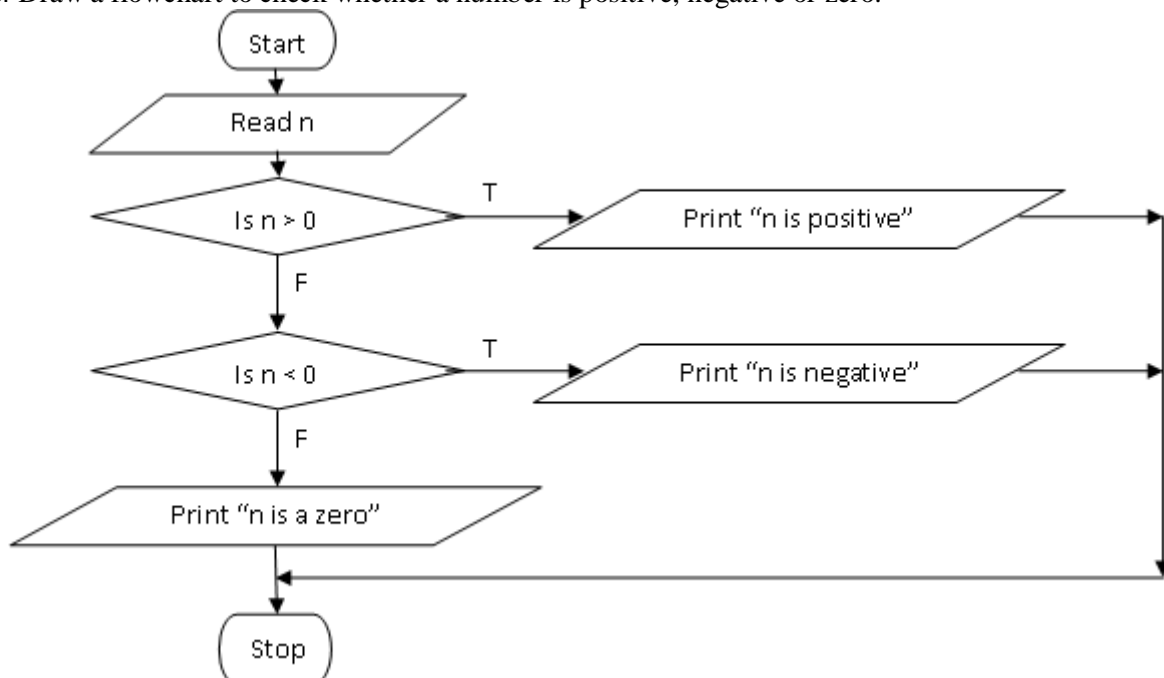 Draw a flowchart to check whether a number is positive, negative or zero.
Start
Read n
Is n > 0
T
Print “n is positive”
F
Is n < 0
T
Print “n is negative”
F
Print “n is a zero”
Stop